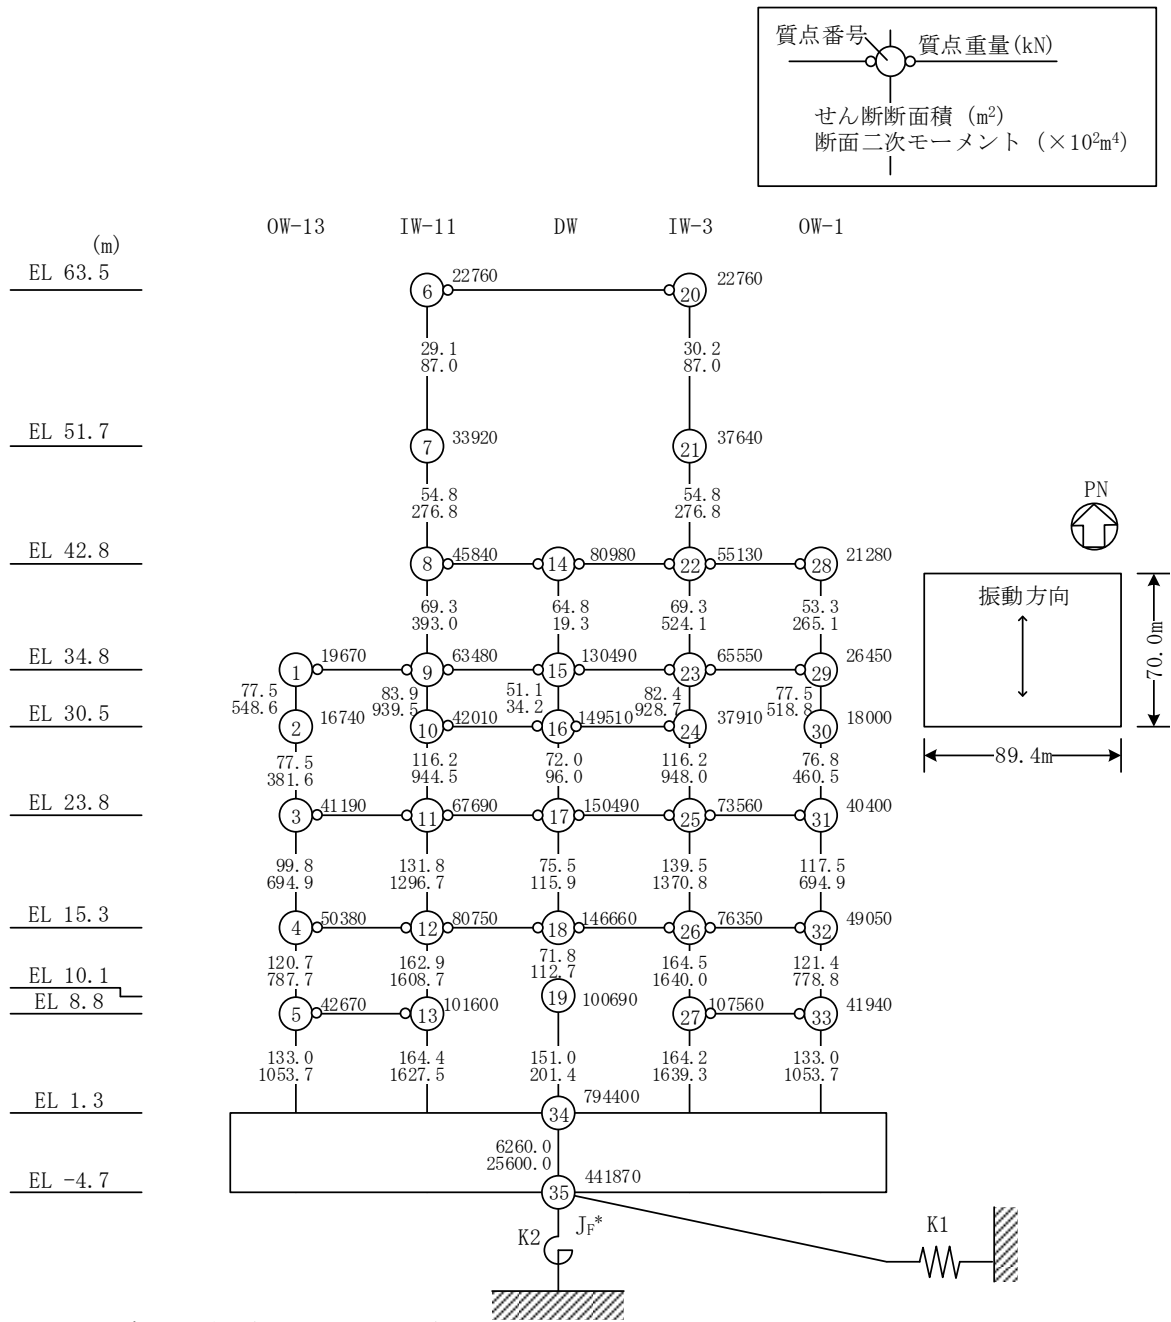 質点番号
質点重量(kN)
せん断断面積 (m²)
断面二次モーメント (×10²m⁴)
OW-13 IW-11 DW IW-3 OW-1
(m)
EL 63.5
6 22760 20 22760
29.1 30.2
87.0 87.0
EL 51.7
7 33920 21 37640
54.8 54.8
276.8 276.8
EL 42.8
8 45840 14 80980 22 55130 28 21280
69.3 64.8 69.3 53.3
393.0 19.3 524.1 265.1
EL 34.8
1 19670 9 63480 15 130490 23 65550 29 26450
77.5 83.9 51.1 82.4 77.5
548.6 939.5 34.2 928.7 518.8
EL 30.5
2 16740 10 42010 16 149510 24 37910 30 18000
77.5 116.2 72.0 116.2 76.8
381.6 944.5 96.0 948.0 460.5
EL 23.8
3 41190 11 67690 17 150490 25 73560 31 40400
99.8 131.8 75.5 139.5 117.5
694.9 1296.7 115.9 1370.8 694.9
EL 15.3
4 50380 12 80750 18 146660 26 76350 32 49050
120.7 162.9 71.8 164.5 121.4
787.7 1608.7 112.7 1640.0 778.8
EL 10.1
19 100690
EL 8.8
5 42670 13 101600 27 107560 33 41940
133.0 164.4 151.0 164.2 133.0
1053.7 1627.5 201.4 1639.3 1053.7
EL 1.3
34 794400
6260.0
25600.0
EL -4.7
35 441870
K2 JF* K1
PN
振動方向
70.0m
89.4m